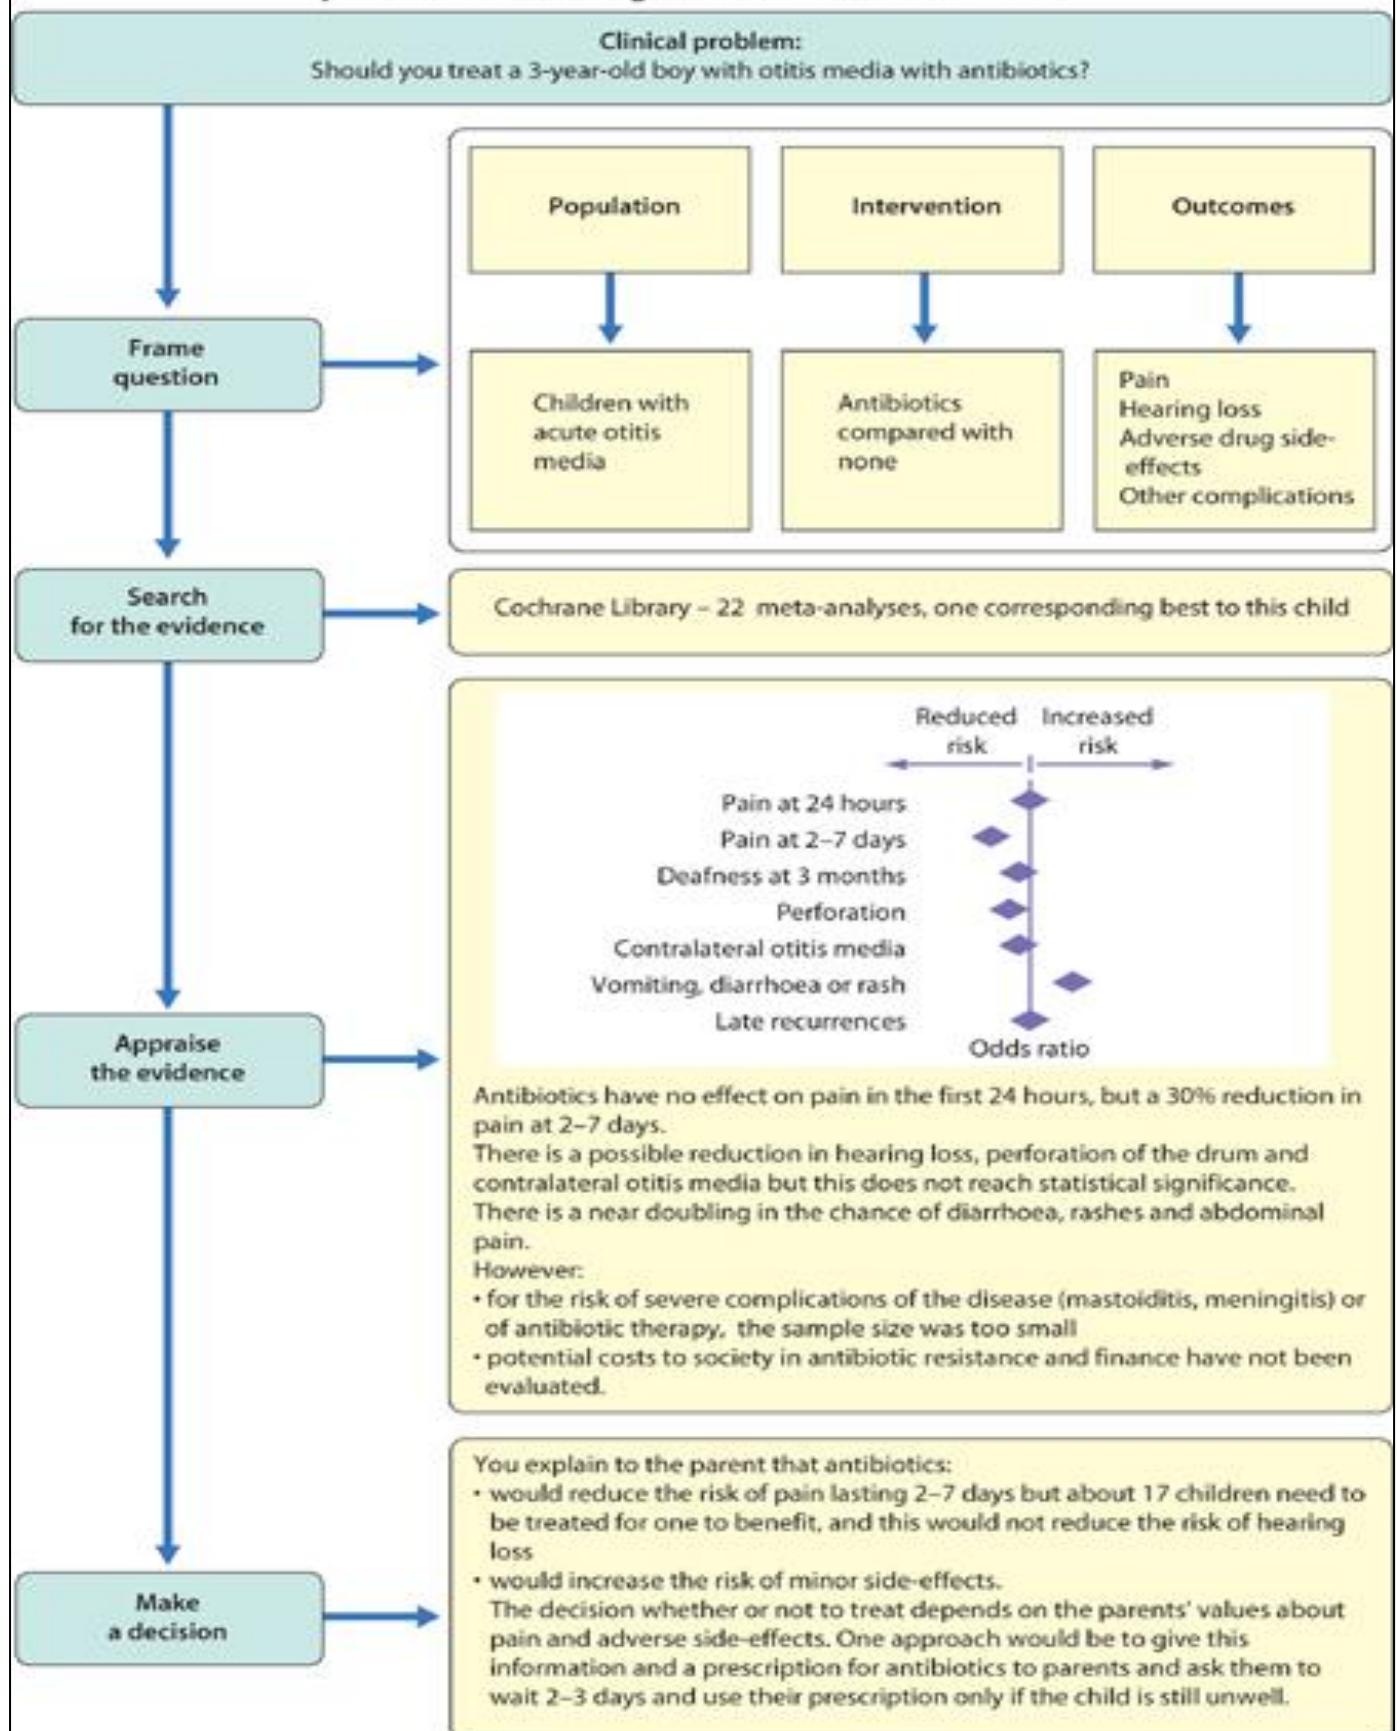 Clinical problem:
Should you treat a 3-year-old boy with otitis media with antibiotics?
Population
Intervention
Outcomes
Frame
question
Children with
acute otitis
media
Antibiotics
compared with
none
Pain
Hearing loss
Adverse drug side-
effects
Other complications
Search
for the evidence
Cochrane Library – 22 meta-analyses, one corresponding best to this child
Reduced
risk
Increased
risk
Pain at 24 hours
Pain at 2–7 days
Deafness at 3 months
Perforation
Contralateral otitis media
Vomiting, diarrhoea or rash
Late recurrences
Odds ratio
Appraise
the evidence
Antibiotics have no effect on pain in the first 24 hours, but a 30% reduction in
pain at 2–7 days.
There is a possible reduction in hearing loss, perforation of the drum and
contralateral otitis media but this does not reach statistical significance.
There is a near doubling in the chance of diarrhoea, rashes and abdominal
pain.
However:
• for the risk of severe complications of the disease (mastoiditis, meningitis) or
of antibiotic therapy, the sample size was too small
• potential costs to society in antibiotic resistance and finance have not been
evaluated.
Make
a decision
You explain to the parent that antibiotics:
• would reduce the risk of pain lasting 2–7 days but about 17 children need to
be treated for one to benefit, and this would not reduce the risk of hearing
loss
• would increase the risk of minor side-effects.
The decision whether or not to treat depends on the parents' values about
pain and adverse side-effects. One approach would be to give this
information and a prescription for antibiotics to parents and ask them to
wait 2–3 days and use their prescription only if the child is still unwell.